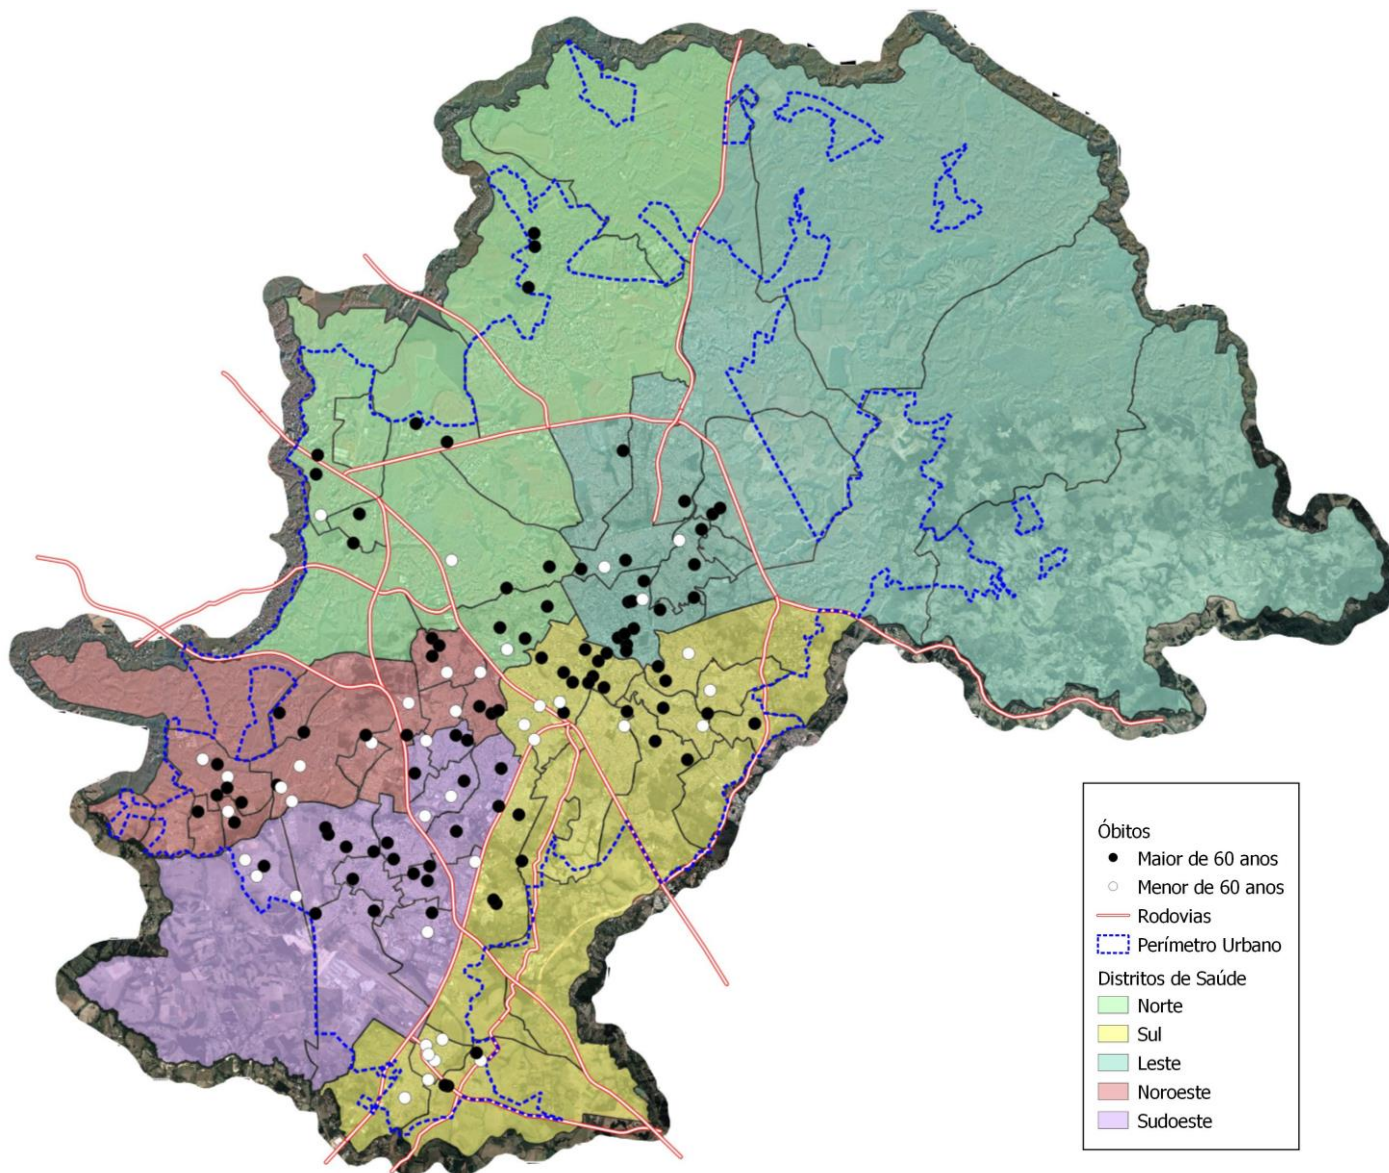 Óbitos
Maior de 60 anos
Menor de 60 anos
Rodovias
Perímetro Urbano
Distritos de Saúde
Norte
Sul
Leste
Noroeste
Sudoeste